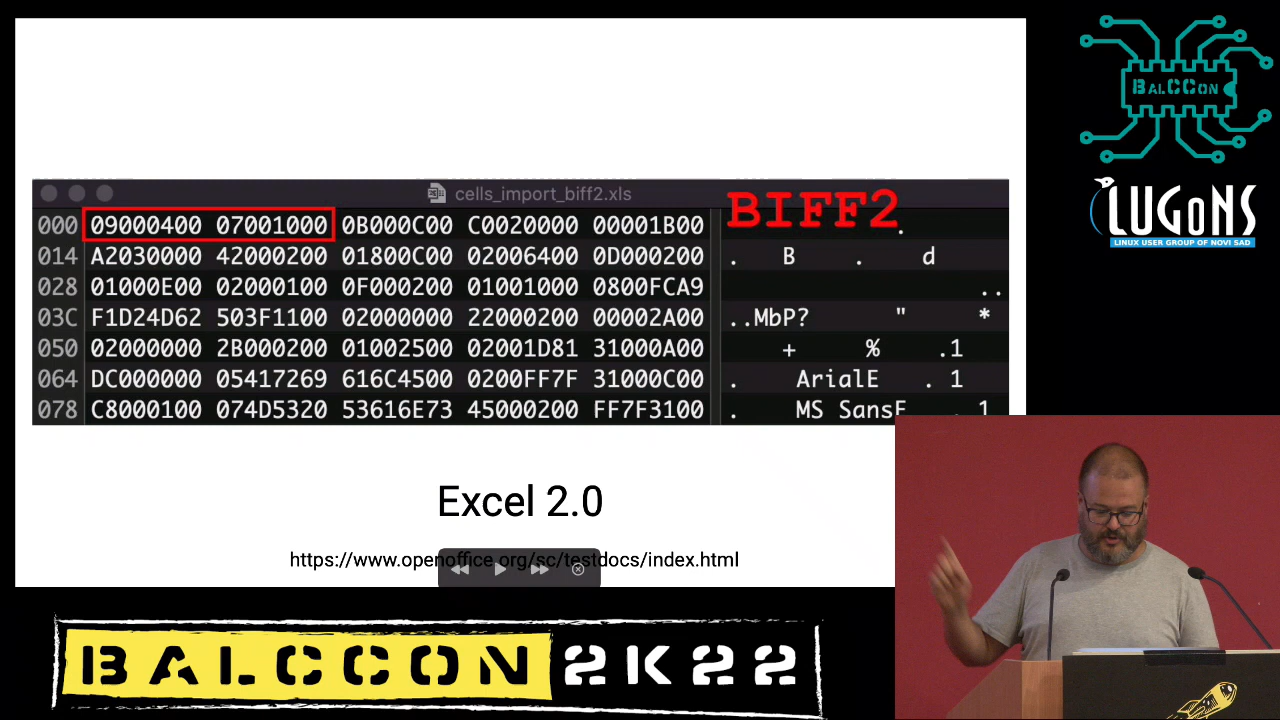 cells_import_biff2.xls
BIFF2
000 09000400 07001000 0B000C00 C0020000 00001B00 .
014 A2030000 42000200 01800C00 02006400 0D000200 . B . d
028 01000E00 02000100 0F000200 01001000 0800FCA9 ..
03C F1D24D62 503F1100 02000000 22000200 00002A00 ..MbP? " *
050 02000000 2B000200 01002500 02001D81 31000A00 + % .1
064 DC000000 05417269 616C4500 0200FF7F 31000C00 . ArialE . 1
078 C8000100 074D5320 53616E73 45000200 FF7F3100 . MS SansE . 1
Excel 2.0
https://www.openoffice.org/sc/testdocs/index.html
BALCCON
LUGONS
LINUX USER GROUP OF NOVI SAD
BALCCON 2K22